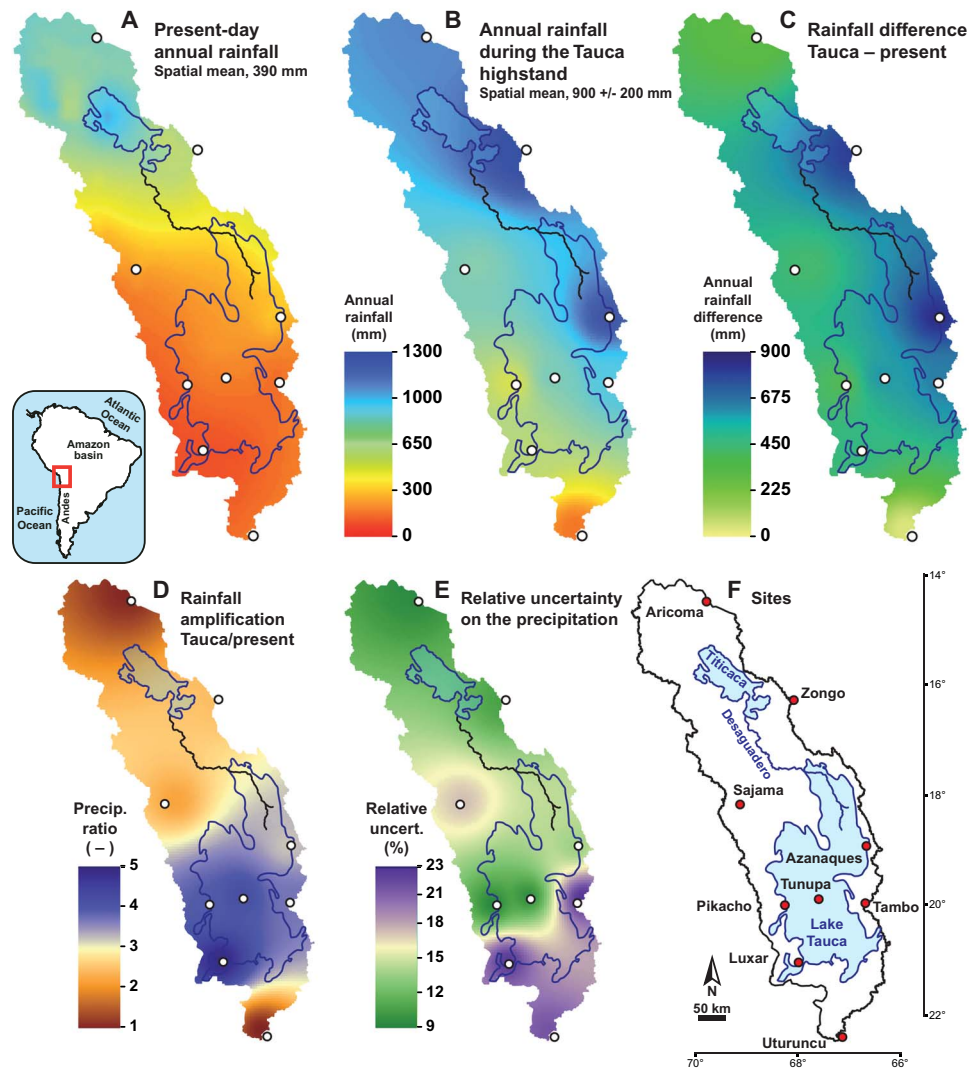 A
Present-day
annual rainfall
Spatial mean, 390 mm
B
Annual rainfall
during the Tauca
highstand
Spatial mean, 900 +/- 200 mm
C
Rainfall difference
Tauca – present
Annual
rainfall
(mm)
1300
1000
650
300
0
Annual
rainfall
difference
(mm)
900
675
450
225
0
Atlantic
Ocean
Amazon
basin
Pacific
Ocean
Andes
D
Rainfall
amplification
Tauca/present
Precip.
ratio
( – )
5
4
3
2
1
E
Relative uncertainty
on the precipitation
Relative
uncert.
(%)
23
21
18
15
12
9
F
Sites
Aricoma
Titicaca
Zongo
Desaguadero
Sajama
Azanaques
Tunupa
Pikacho
Tambo
Lake
Tauca
Luxar
N
50 km
Uturuncu
14°
16°
18°
20°
22°
70°
68°
66°